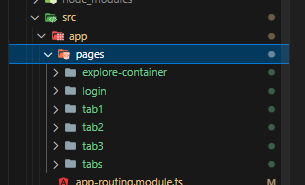 node_modules
src
app
pages
explore-container
login
tab1
tab2
tab3
tabs
app-routing.module.ts M